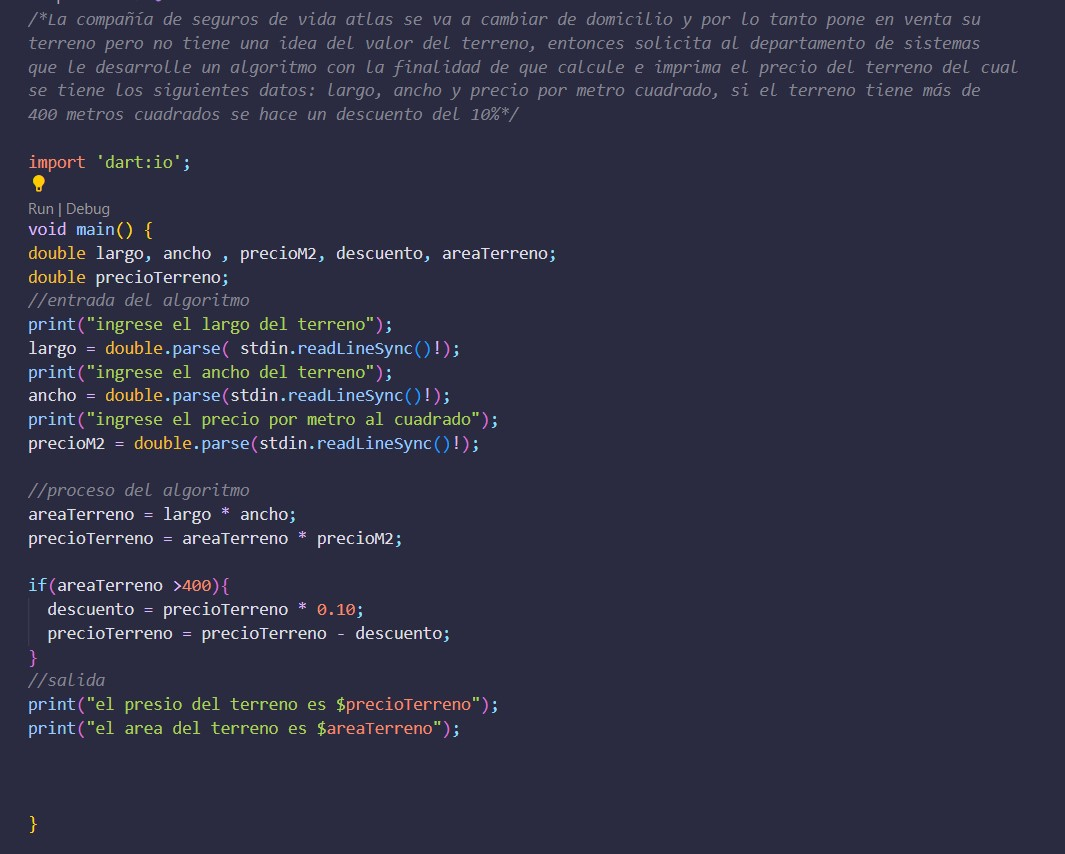 /*La compañía de seguros de vida atlas se va a cambiar de domicilio y por lo tanto pone en venta su
terreno pero no tiene una idea del valor del terreno, entonces solicita al departamento de sistemas
que le desarrolle un algoritmo con la finalidad de que calcule e imprima el precio del terreno del cual
se tiene los siguientes datos: largo, ancho y precio por metro cuadrado, si el terreno tiene más de
400 metros cuadrados se hace un descuento del 10%*/
import 'dart:io';
Run | Debug
void main() {
double largo, ancho , precioM2, descuento, areaTerreno;
double precioTerreno;
//entrada del algoritmo
print("ingrese el largo del terreno");
largo = double.parse( stdin.readLineSync()!);
print("ingrese el ancho del terreno");
ancho = double.parse(stdin.readLineSync()!);
print("ingrese el precio por metro al cuadrado");
precioM2 = double.parse(stdin.readLineSync()!);
//proceso del algoritmo
areaTerreno = largo * ancho;
precioTerreno = areaTerreno * precioM2;
if(areaTerreno >400){
  descuento = precioTerreno * 0.10;
  precioTerreno = precioTerreno - descuento;
}
//salida
print("el presio del terreno es $precioTerreno");
print("el area del terreno es $areaTerreno");
}